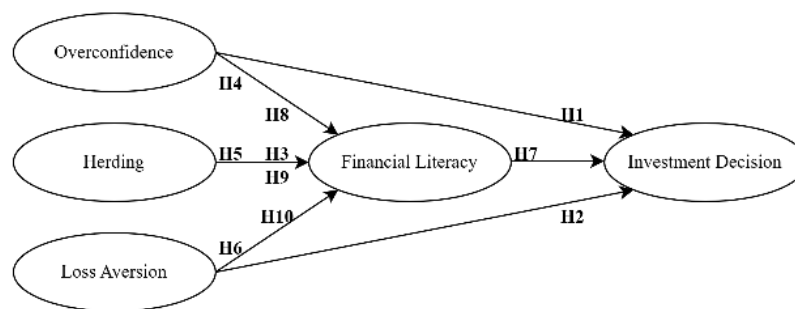 Overconfidence
H4
H8
H1
Herding
H5
H3
H9
Financial Literacy
H7
Investment Decision
H10
H6
H2
Loss Aversion